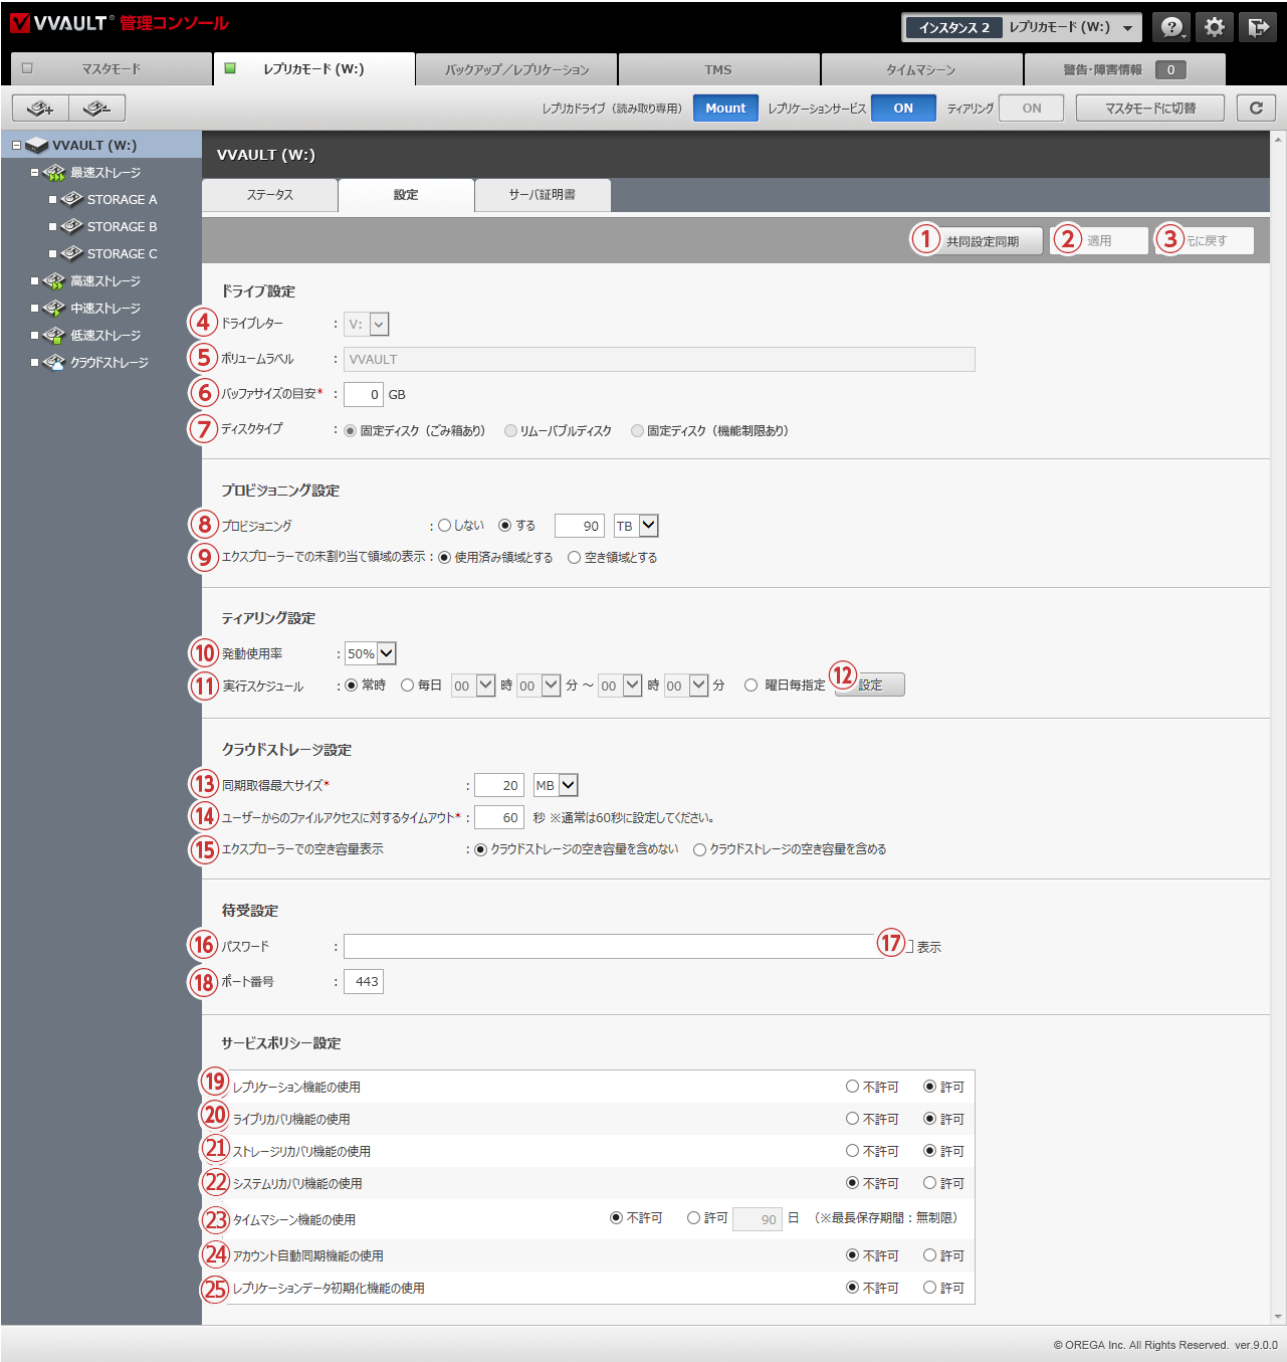 VVAULT® 管理コンソール
インスタンス 2 レプリカモード (W:)
マスタモード レプリカモード (W:) バックアップ／レプリケーション TMS タイムマシーン 警告・障害情報 0
レプリカドライブ（読み取り専用） Mount レプリケーションサービス ON ティアリング ON マスタモードに切替
VVAULT (W:)
最速ストレージ
STORAGE A
STORAGE B
STORAGE C
高速ストレージ
中速ストレージ
低速ストレージ
クラウドストレージ
VVAULT (W:)
ステータス 設定 サーバ証明書
① 共同設定同期 ② 適用 ③ 元に戻す
ドライブ設定
④ ドライブレター : V:
⑤ ボリュームラベル : VVAULT
⑥ バッファサイズの目安* : 0 GB
⑦ ディスクタイプ : 固定ディスク（ごみ箱あり） リムーバブルディスク 固定ディスク（機能制限あり）
プロビジョニング設定
⑧ プロビジョニング : しない する 90 TB
⑨ エクスプローラーでの未割り当て領域の表示 : 使用済み領域とする 空き領域とする
ティアリング設定
⑩ 発動使用率 : 50%
⑪ 実行スケジュール : 常時 毎日 00 時 00 分 ～ 00 時 00 分 曜日毎指定 ⑫ 設定
クラウドストレージ設定
⑬ 同期取得最大サイズ* : 20 MB
⑭ ユーザーからのファイルアクセスに対するタイムアウト* : 60 秒 ※通常は60秒に設定してください。
⑮ エクスプローラーでの空き容量表示 : クラウドストレージの空き容量を含めない クラウドストレージの空き容量を含める
待受設定
⑯ パスワード : ⑰ 表示
⑱ ポート番号 : 443
サービスポリシー設定
⑲ レプリケーション機能の使用 不許可 許可
⑳ ライブリカバリ機能の使用 不許可 許可
㉑ ストレージリカバリ機能の使用 不許可 許可
㉒ システムリカバリ機能の使用 不許可 許可
㉓ タイムマシーン機能の使用 不許可 許可 90 日 （※最長保存期間：無制限）
㉔ アカウント自動同期機能の使用 不許可 許可
㉕ レプリケーションデータ初期化機能の使用 不許可 許可
© OREGA Inc. All Rights Reserved. ver.9.0.0